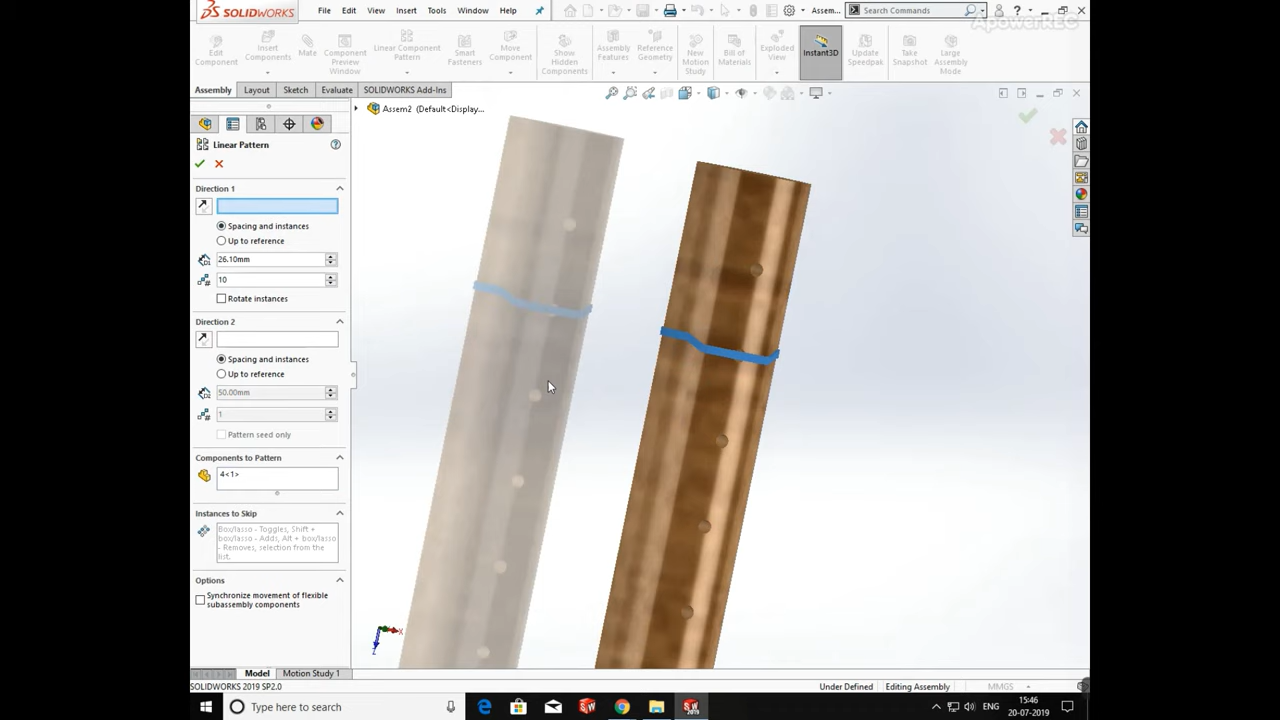 SOLIDWORKS
File Edit View Insert Tools Window Help
Assem...
Search Commands
ApowerREC
Edit Component
Insert Components
Mate
Component Preview Window
Linear Component Pattern
Smart Fasteners
Move Component
Show Hidden Components
Assembly Features
Reference Geometry
New Motion Study
Bill of Materials
Exploded View
Instant3D
Update Speedpak
Take Snapshot
Large Assembly Mode
Assembly Layout Sketch Evaluate SOLIDWORKS Add-Ins
Assem2 (Default<Display...
Linear Pattern
Direction 1
Spacing and instances
Up to reference
26.10mm
10
Rotate instances
Direction 2
Spacing and instances
Up to reference
50.00mm
1
Pattern seed only
Components to Pattern
4<1>
Instances to Skip
Box/lasso - Toggles, Shift +
box/lasso - Adds, Alt + box/lasso
- Removes, selection from the
list.
Options
Synchronize movement of flexible
subassembly components
X
Z
Model Motion Study 1
SOLIDWORKS 2019 SP2.0
Under Defined Editing Assembly MMGS
Type here to search
ENG
15:46
20-07-2019